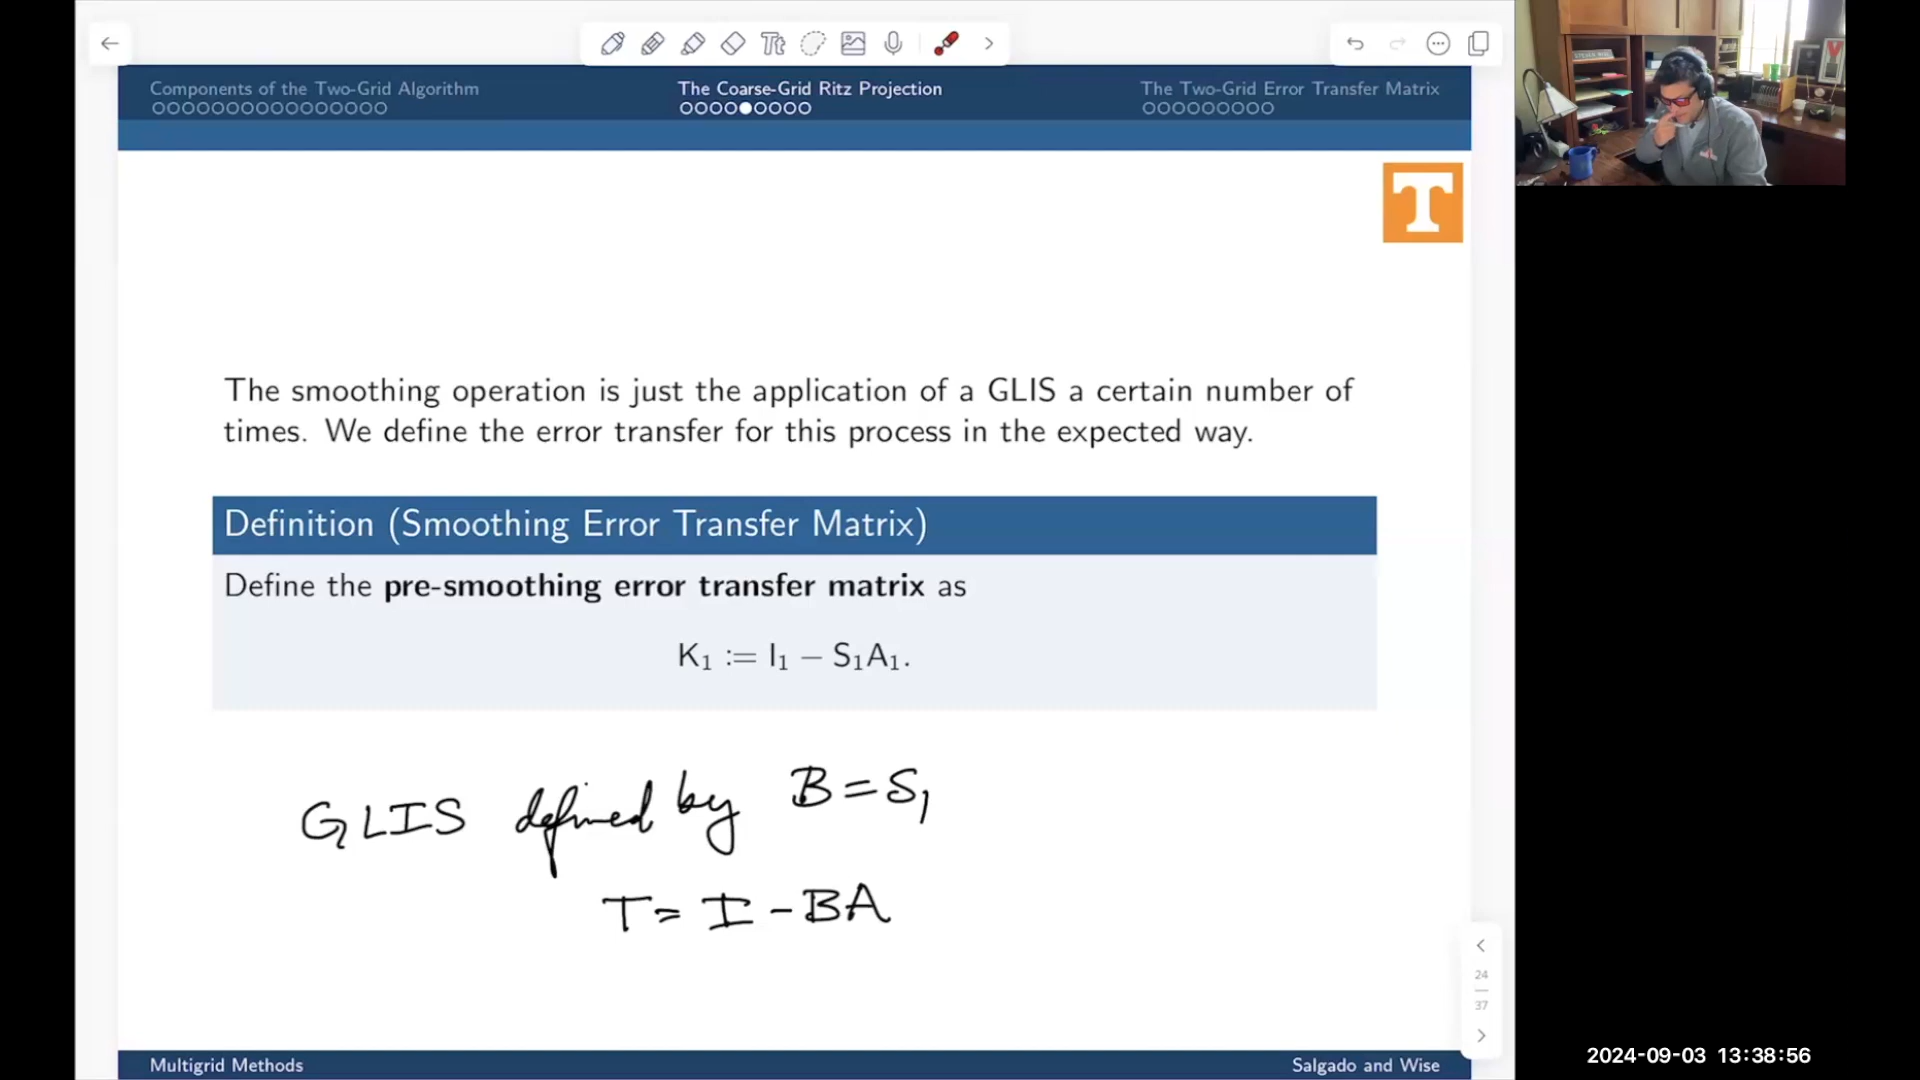 Components of the Two-Grid Algorithm
The Coarse-Grid Ritz Projection
The Two-Grid Error Transfer Matrix
T
The smoothing operation is just the application of a GLIS a certain number of
times. We define the error transfer for this process in the expected way.
Definition (Smoothing Error Transfer Matrix)
Define the pre-smoothing error transfer matrix as
K₁ := I₁ − S₁A₁.
GLIS defined by B = S₁
T = I − BA
24
37
Multigrid Methods
Salgado and Wise
2024-09-03 13:38:56